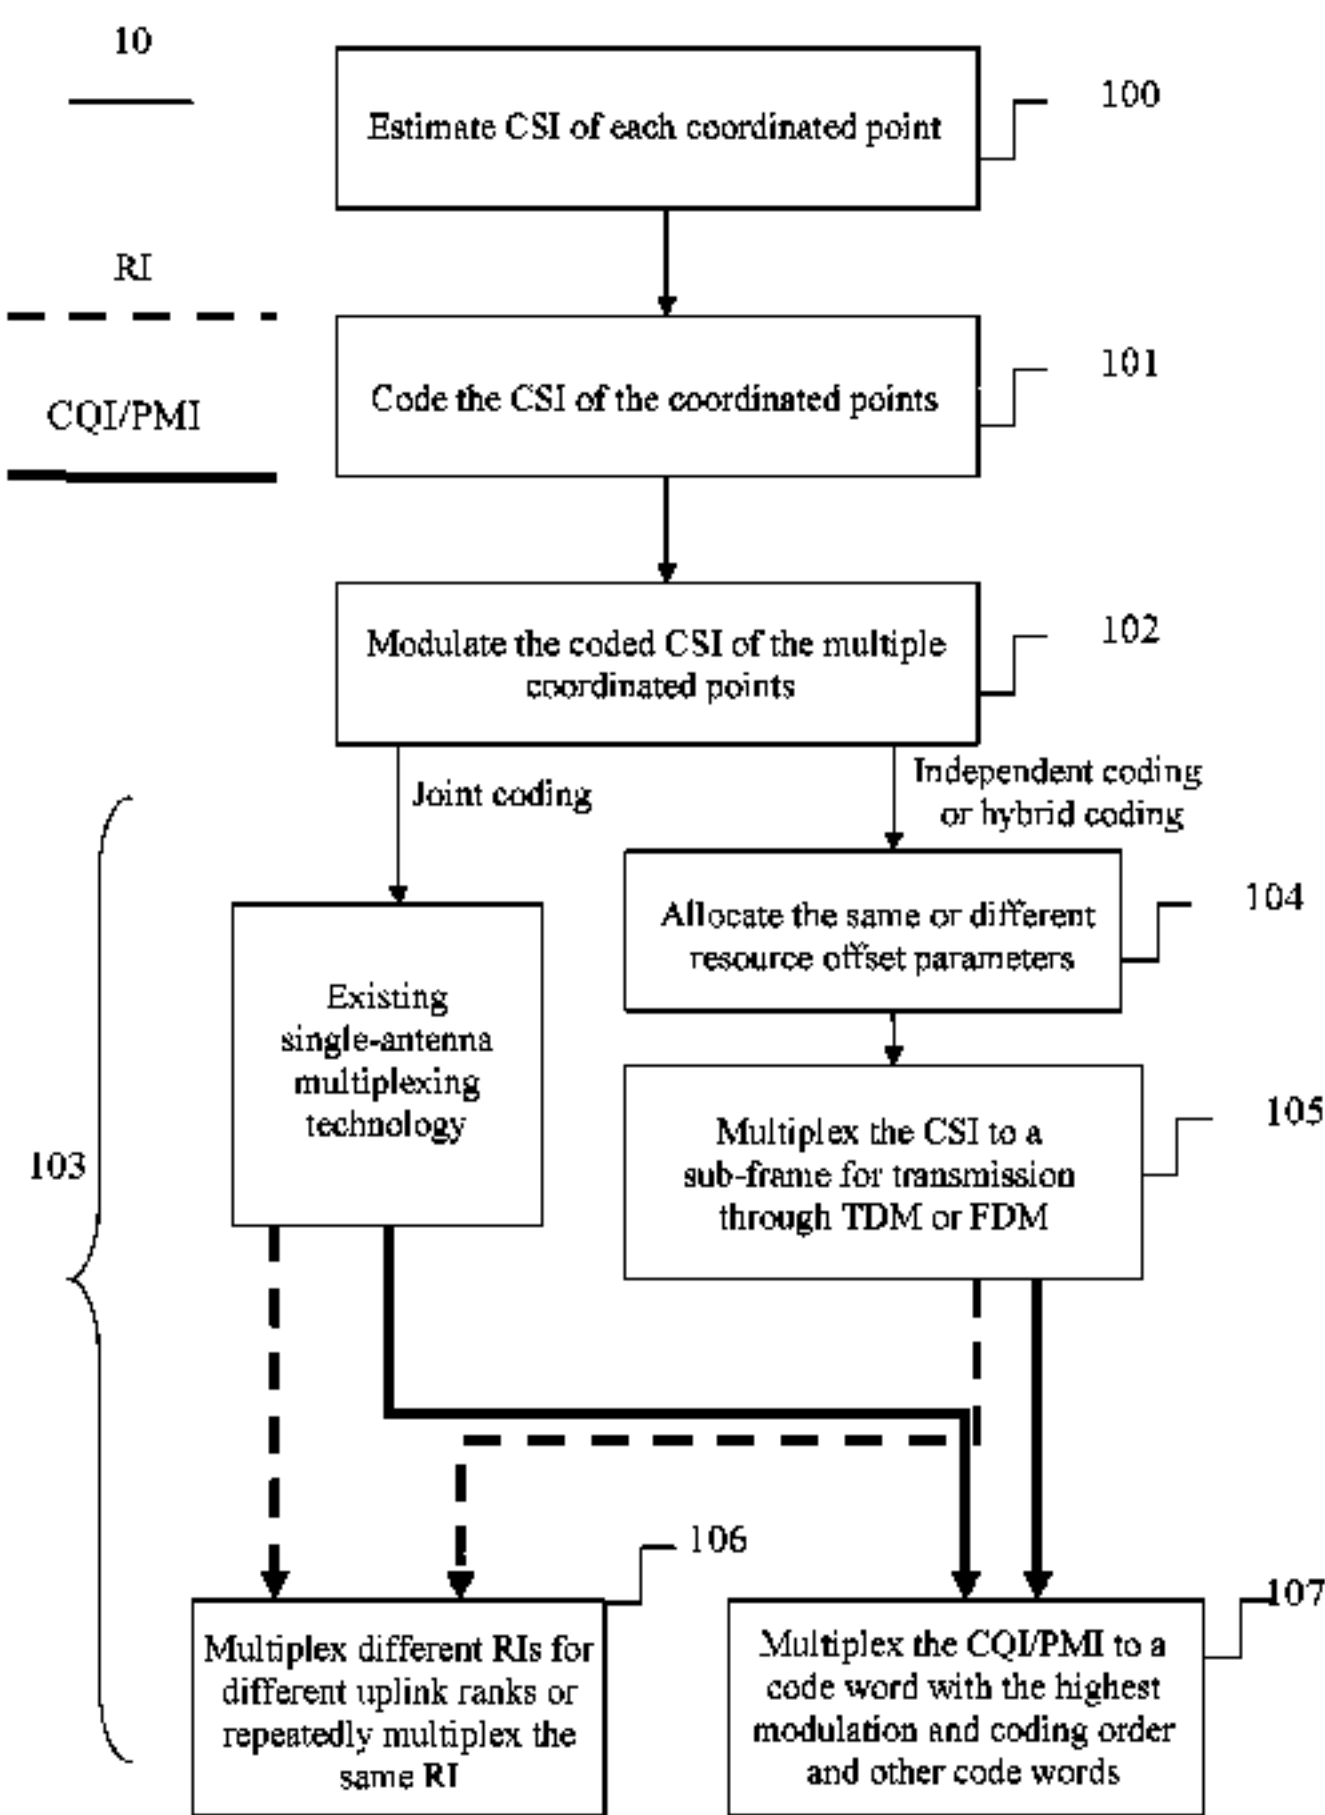 10
Estimate CSI of each coordinated point
100
RI
CQI/PMI
Code the CSI of the coordinated points
101
Modulate the coded CSI of the multiple
coordinated points
102
Joint coding
Independent coding
or hybrid coding
103
Existing
single-antenna
multiplexing
technology
Allocate the same or different
resource offset parameters
104
Multiplex the CSI to a
sub-frame for transmission
through TDM or FDM
105
106
Multiplex different RIs for
different uplink ranks or
repeatedly multiplex the
same RI
107
Multiplex the CQI/PMI to a
code word with the highest
modulation and coding order
and other code words